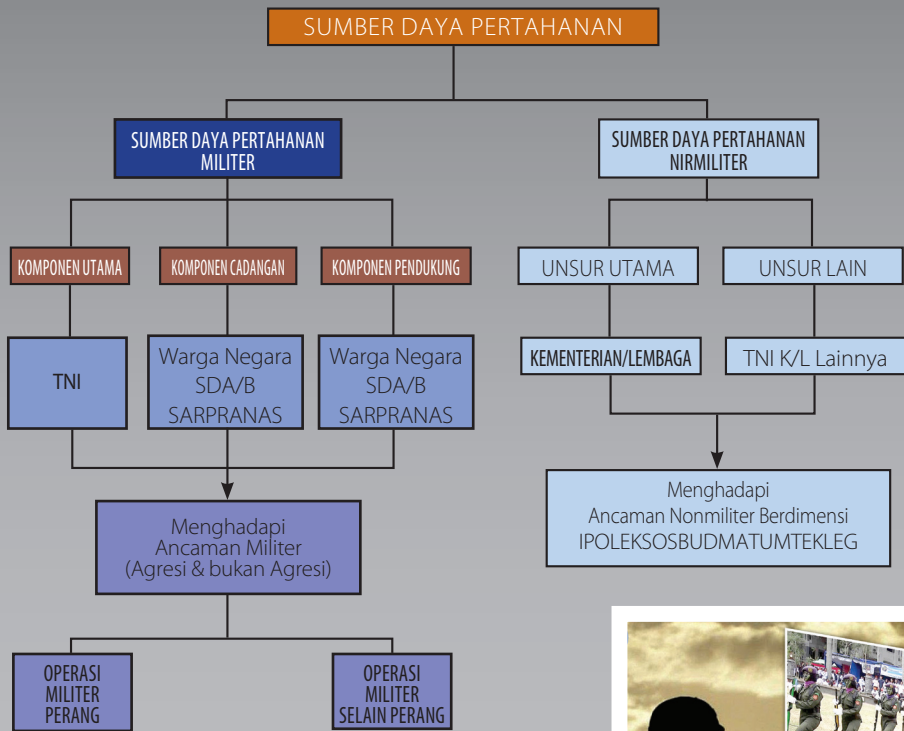 SUMBER DAYA PERTAHANAN
SUMBER DAYA PERTAHANAN
MILITER
SUMBER DAYA PERTAHANAN
NIRMILITER
KOMPONEN UTAMA
KOMPONEN CADANGAN
KOMPONEN PENDUKUNG
UNSUR UTAMA
UNSUR LAIN
TNI
Warga Negara
SDA/B
SARPRANAS
Warga Negara
SDA/B
SARPRANAS
KEMENTERIAN/LEMBAGA
TNI K/L Lainnya
Menghadapi
Ancaman Militer
(Agresi & bukan Agresi)
Menghadapi
Ancaman Nonmiliter Berdimensi
IPOLEKSOSBUDMATUMTEKLEG
OPERASI
MILITER
PERANG
OPERASI
MILITER
SELAIN PERANG